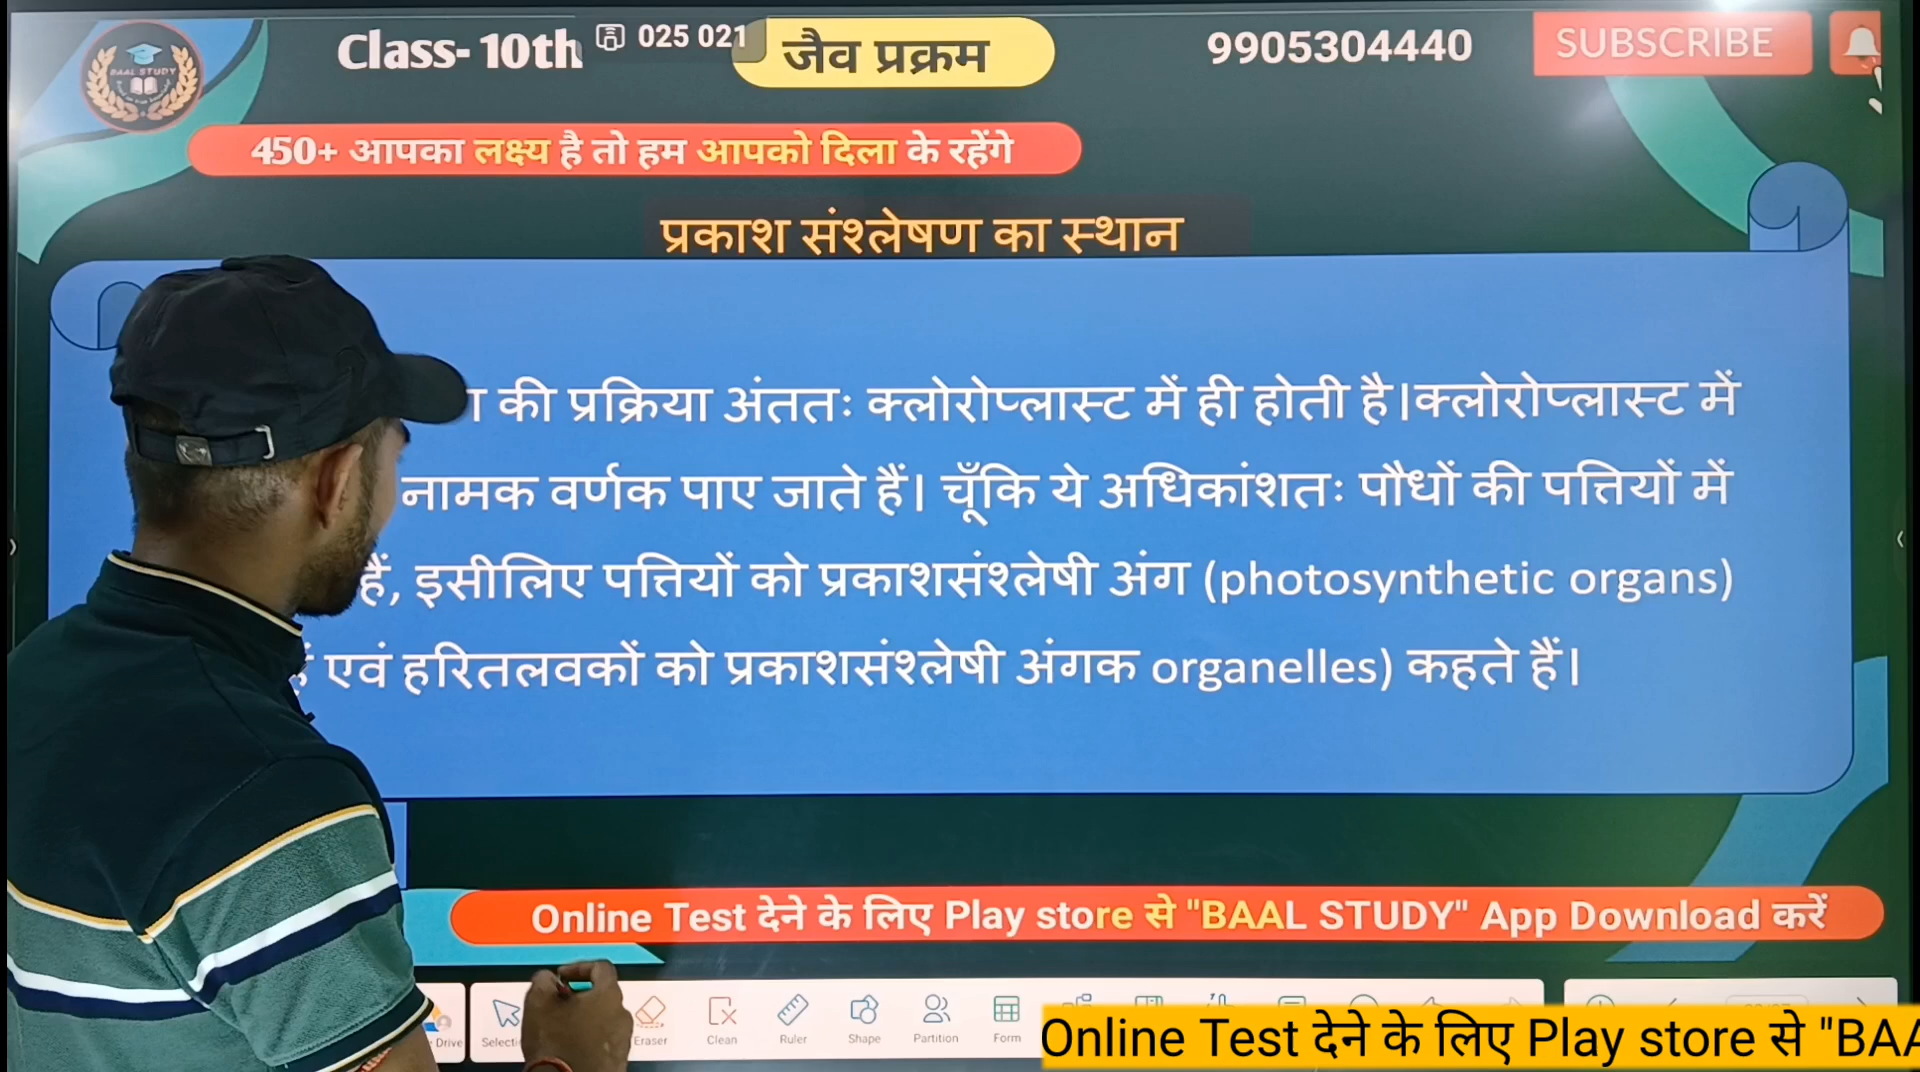 BAAL STUDY
Class- 10th
025 021
जैव प्रक्रम
9905304440
SUBSCRIBE
450+ आपका लक्ष्य है तो हम आपको दिला के रहेंगे
प्रकाश संश्लेषण का स्थान
की प्रक्रिया अंततः क्लोरोप्लास्ट में ही होती है।क्लोरोप्लास्ट में
नामक वर्णक पाए जाते हैं। चूँकि ये अधिकांशतः पौधों की पत्तियों में
हैं, इसीलिए पत्तियों को प्रकाशसंश्लेषी अंग (photosynthetic organs)
एवं हरितलवकों को प्रकाशसंश्लेषी अंगक organelles) कहते हैं।
Online Test देने के लिए Play store से "BAAL STUDY" App Download करें
Drive Eraser Clean Ruler Shape Partition Form
Online Test देने के लिए Play store से "BAA